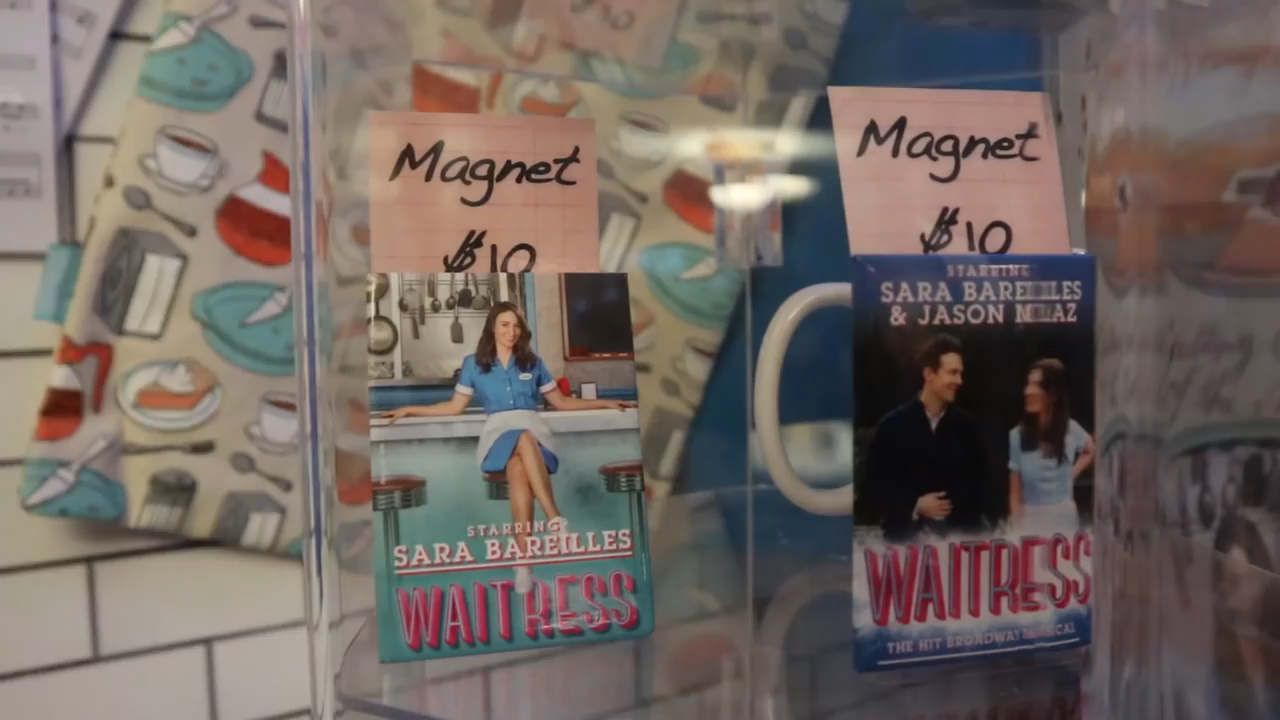 Magnet
$10
STARRING
SARA BAREILLES
WAITRESS
Magnet
$10
STARRING
SARA BAREILLES
& JASON MRAZ
WAITRESS
THE HIT BROADWAY MUSICAL